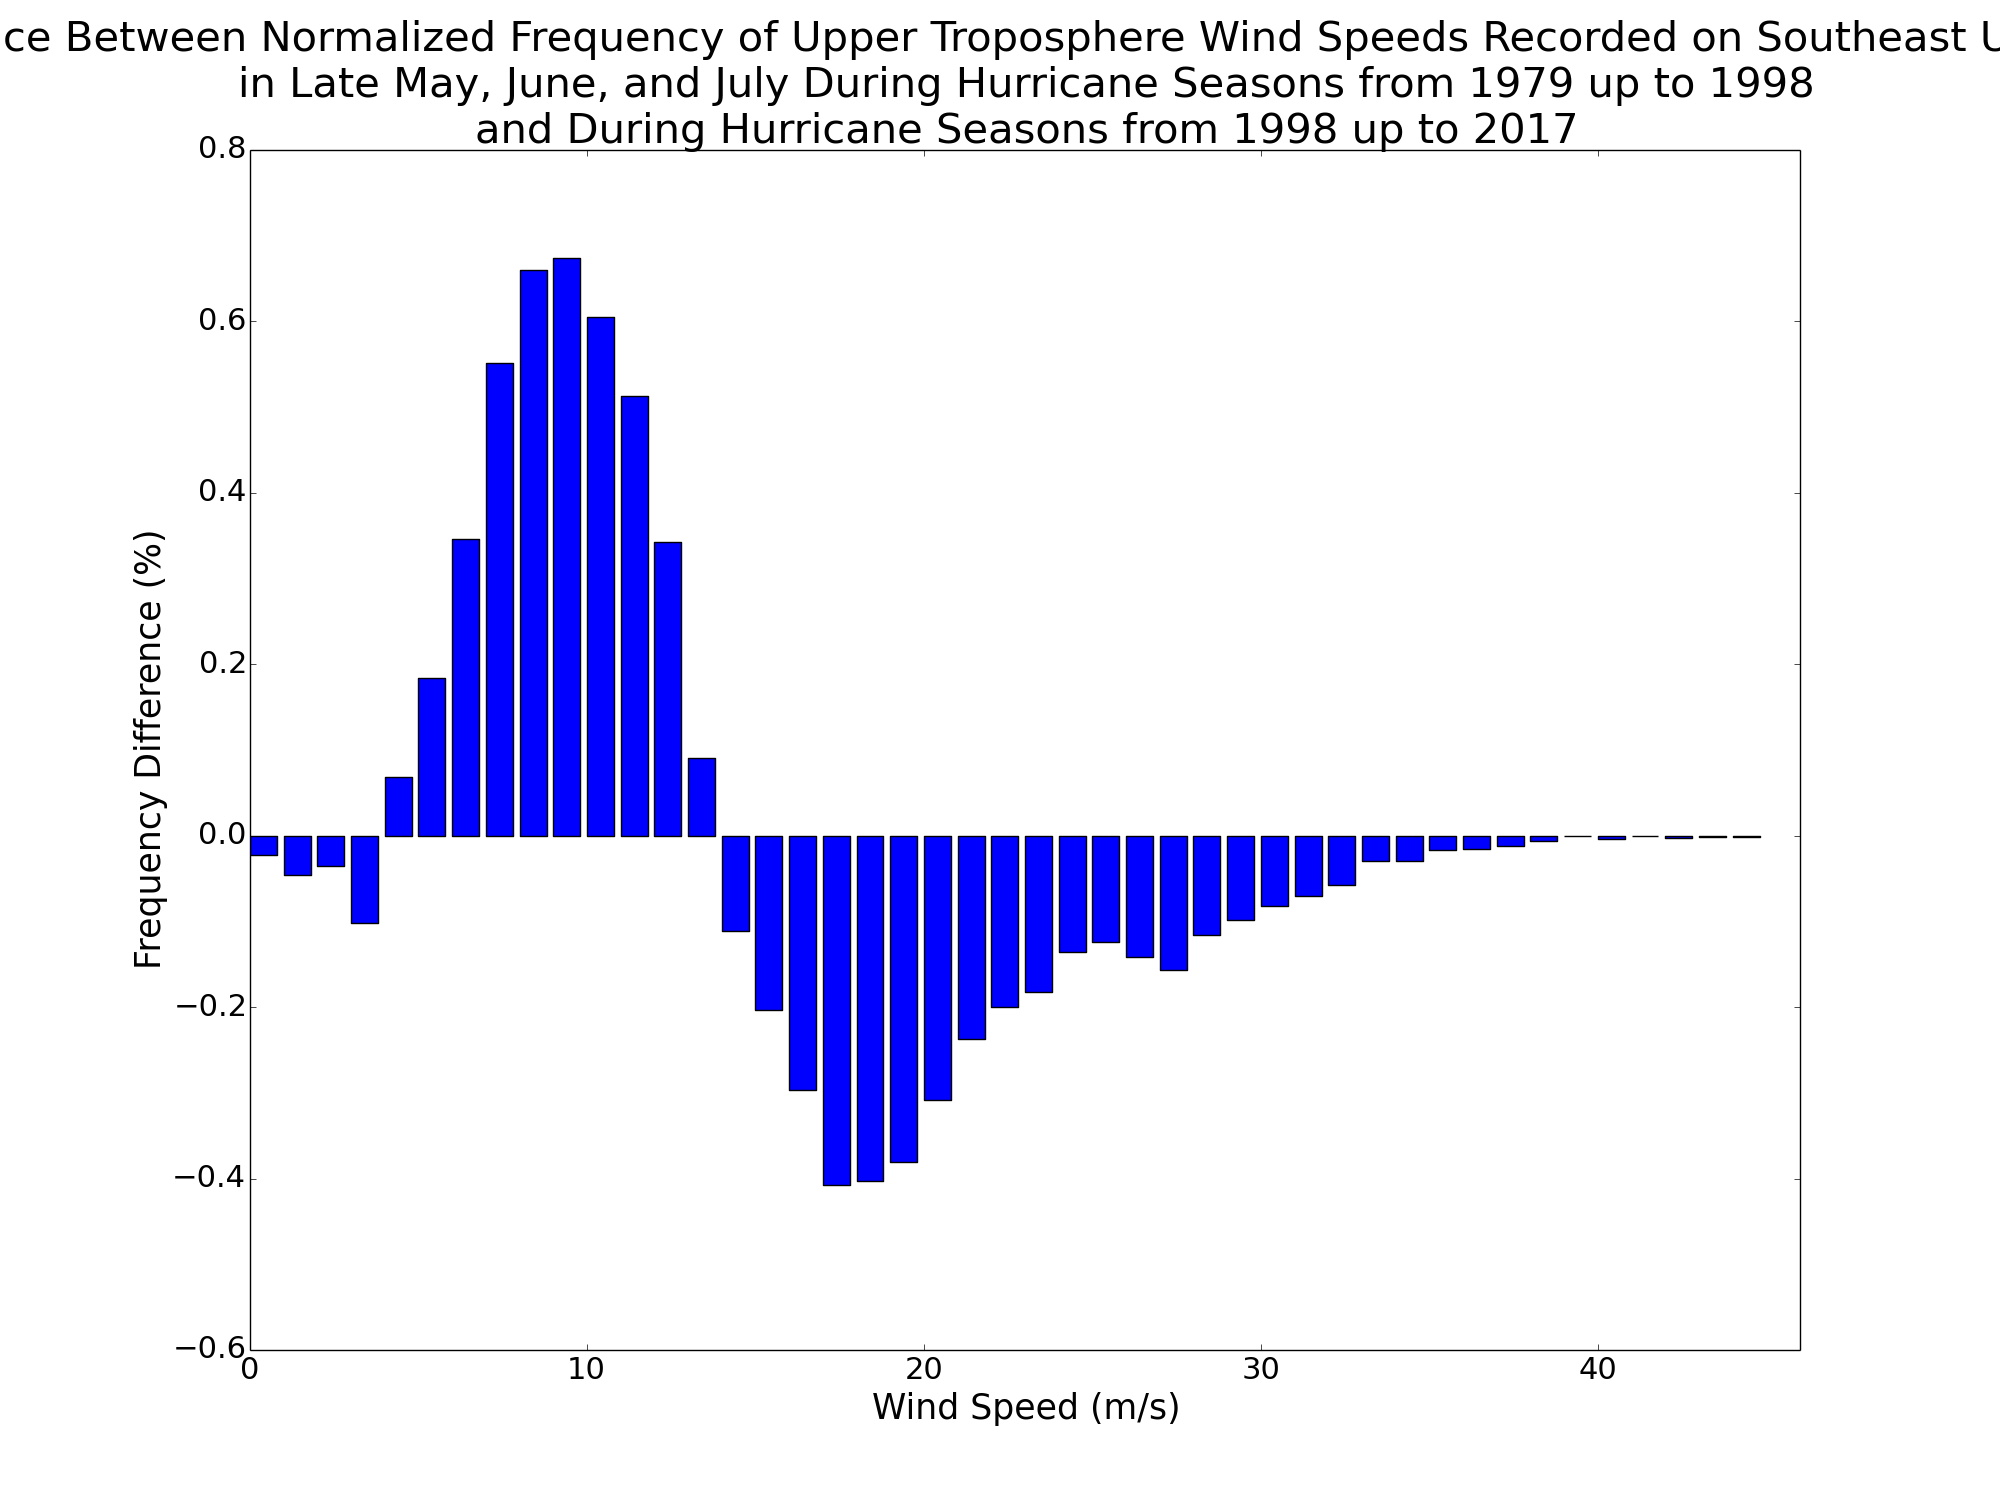 ce Between Normalized Frequency of Upper Troposphere Wind Speeds Recorded on Southeast U
in Late May, June, and July During Hurricane Seasons from 1979 up to 1998
and During Hurricane Seasons from 1998 up to 2017
0.8
0.6
0.4
0.2
0.0
−0.2
−0.4
−0.6
Frequency Difference (%)
0 10 20 30 40
Wind Speed (m/s)